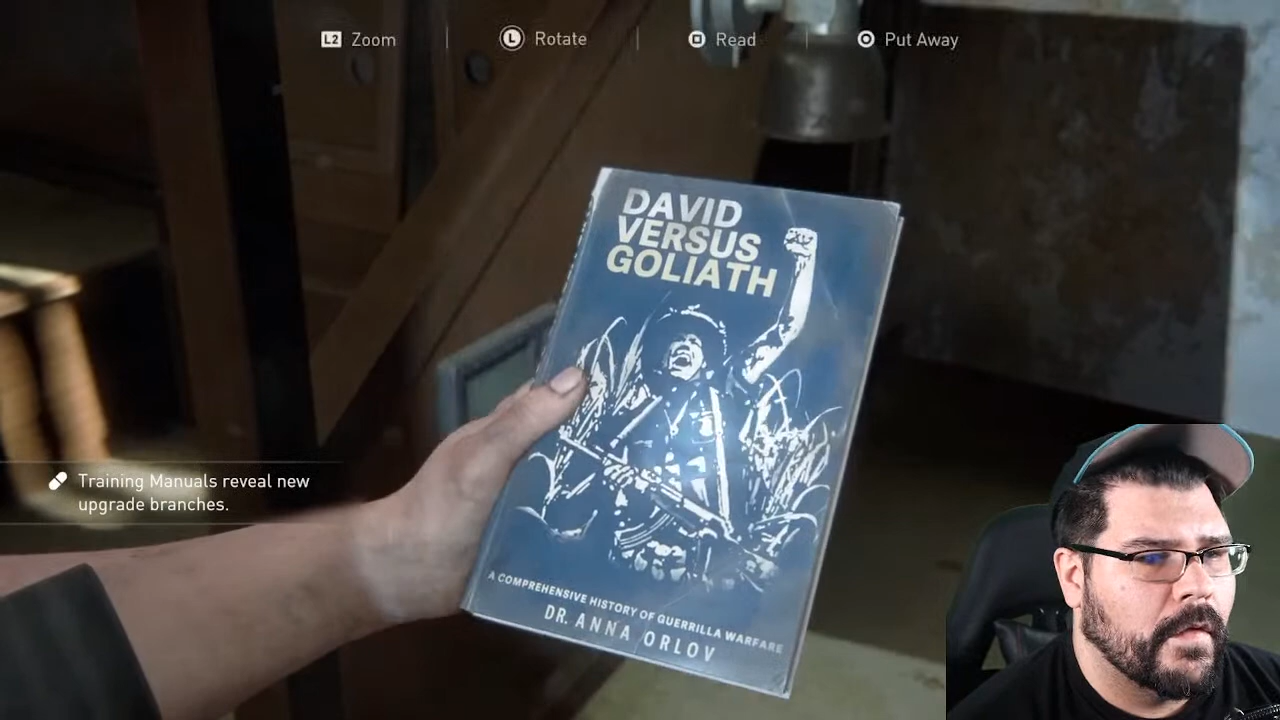 L2 Zoom
L Rotate
Read
Put Away
DAVID
VERSUS
GOLIATH
A COMPREHENSIVE HISTORY OF GUERRILLA WARFARE
DR. ANNA ORLOV
Training Manuals reveal new
upgrade branches.